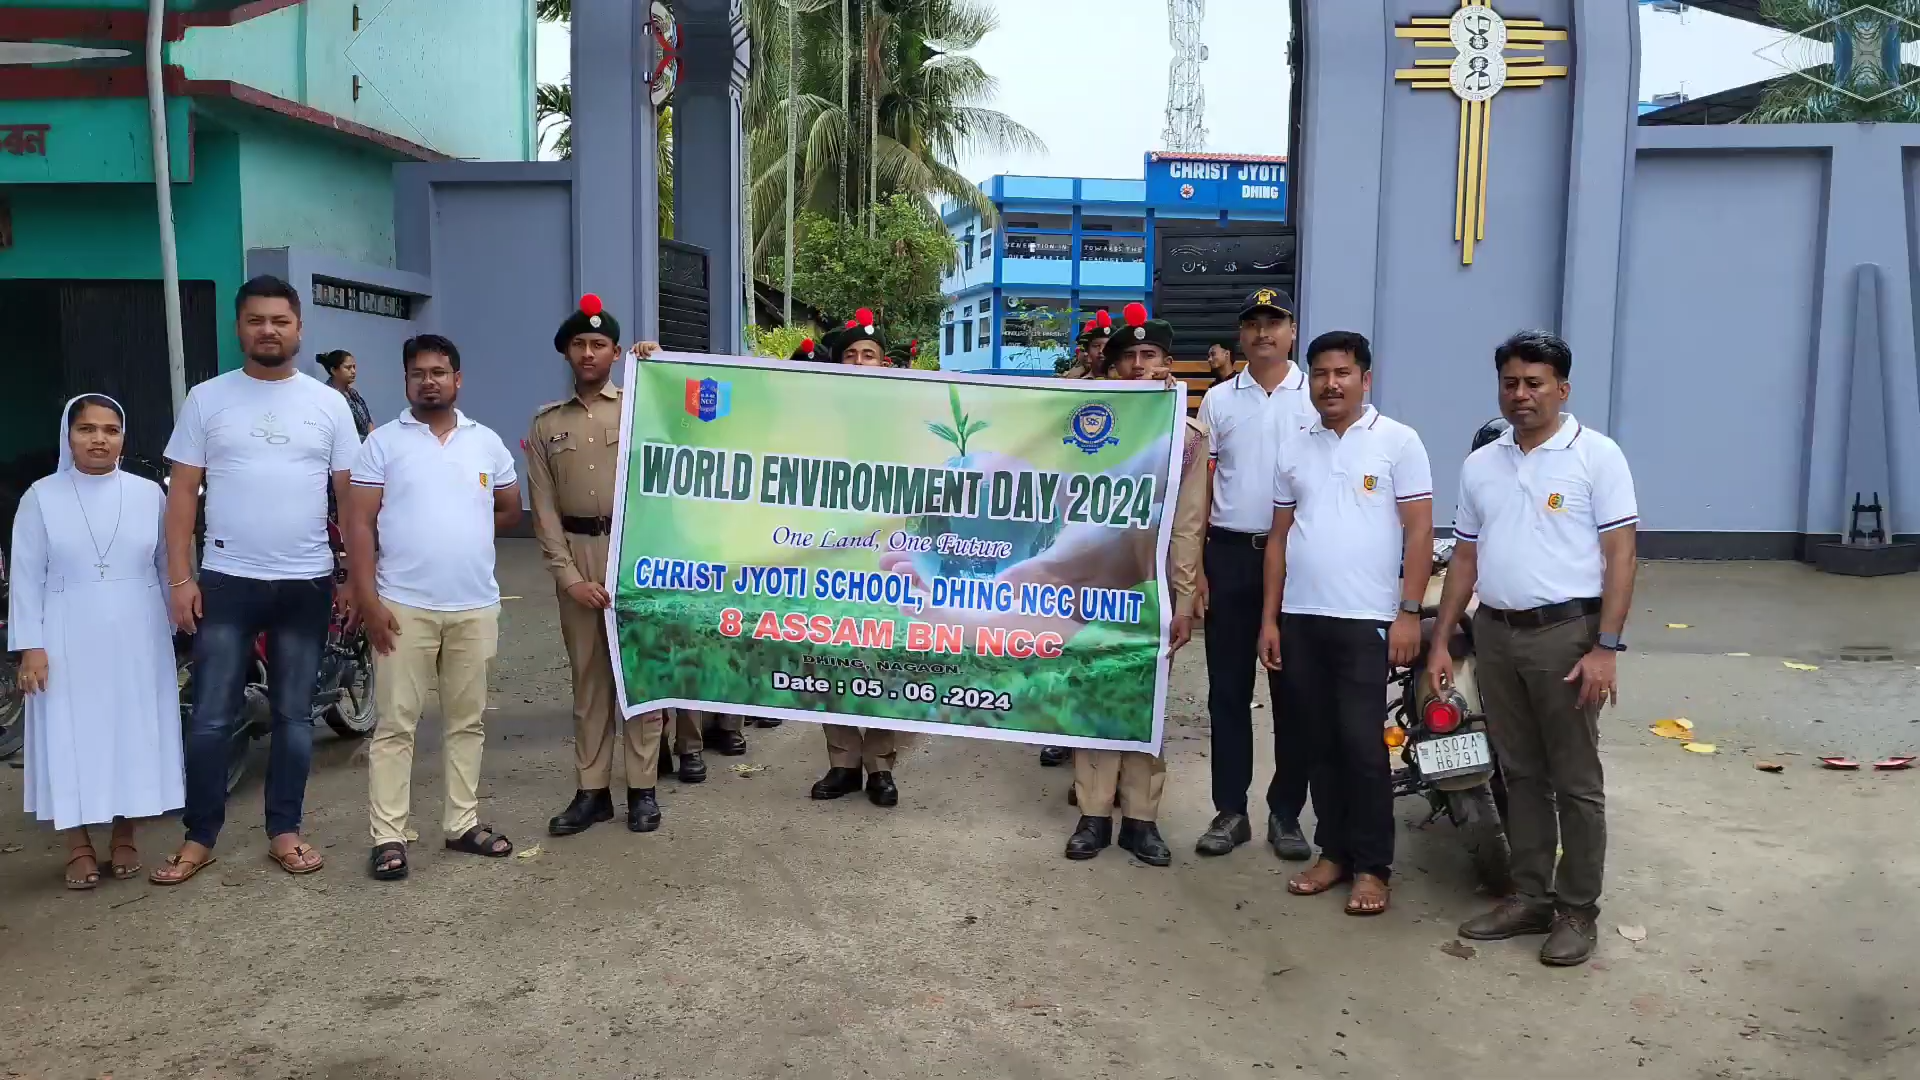 CHRIST JYOTI
DHING
NCC
WORLD ENVIRONMENT DAY 2024
One Land, One Future
CHRIST JYOTI SCHOOL, DHING NCC UNIT
8 ASSAM BN NCC
DHING, NAGAON.
Date : 05 . 06 .2024
AS02A
H6791